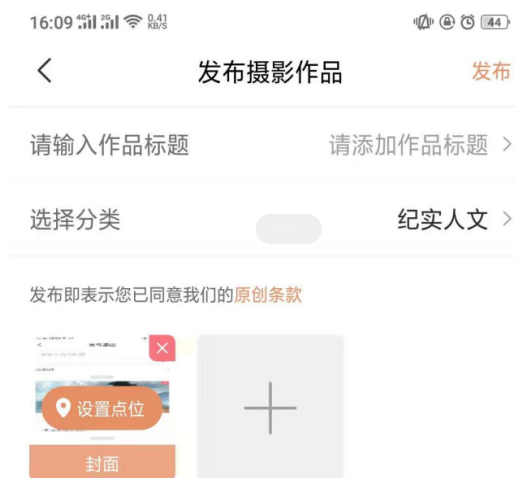 16:09 4G 2G 0.41 KB/S 44
发布摄影作品 发布
请输入作品标题 请添加作品标题
选择分类 纪实人文
发布即表示您已同意我们的原创条款
设置点位
封面